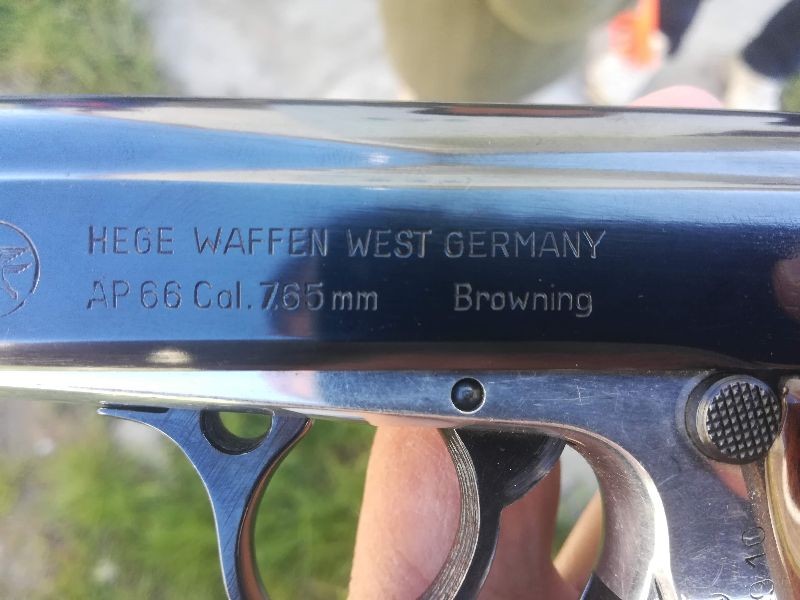 HEGE WAFFEN WEST GERMANY
AP 66 Cal. 7.65 mm Browning